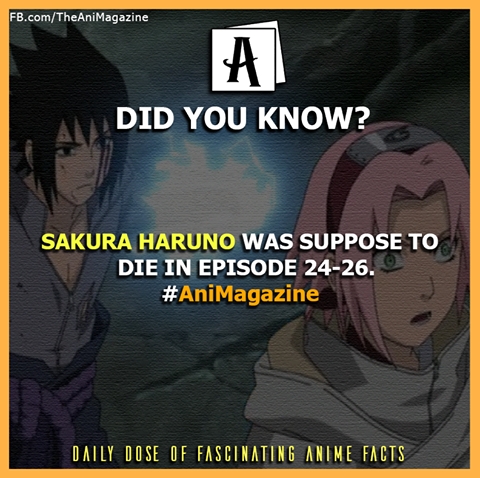 FB.com/TheAniMagazine
A
DID YOU KNOW?
SAKURA HARUNO WAS SUPPOSE TO
DIE IN EPISODE 24-26.
#AniMagazine
DAILY DOSE OF FASCINATING ANIME FACTS